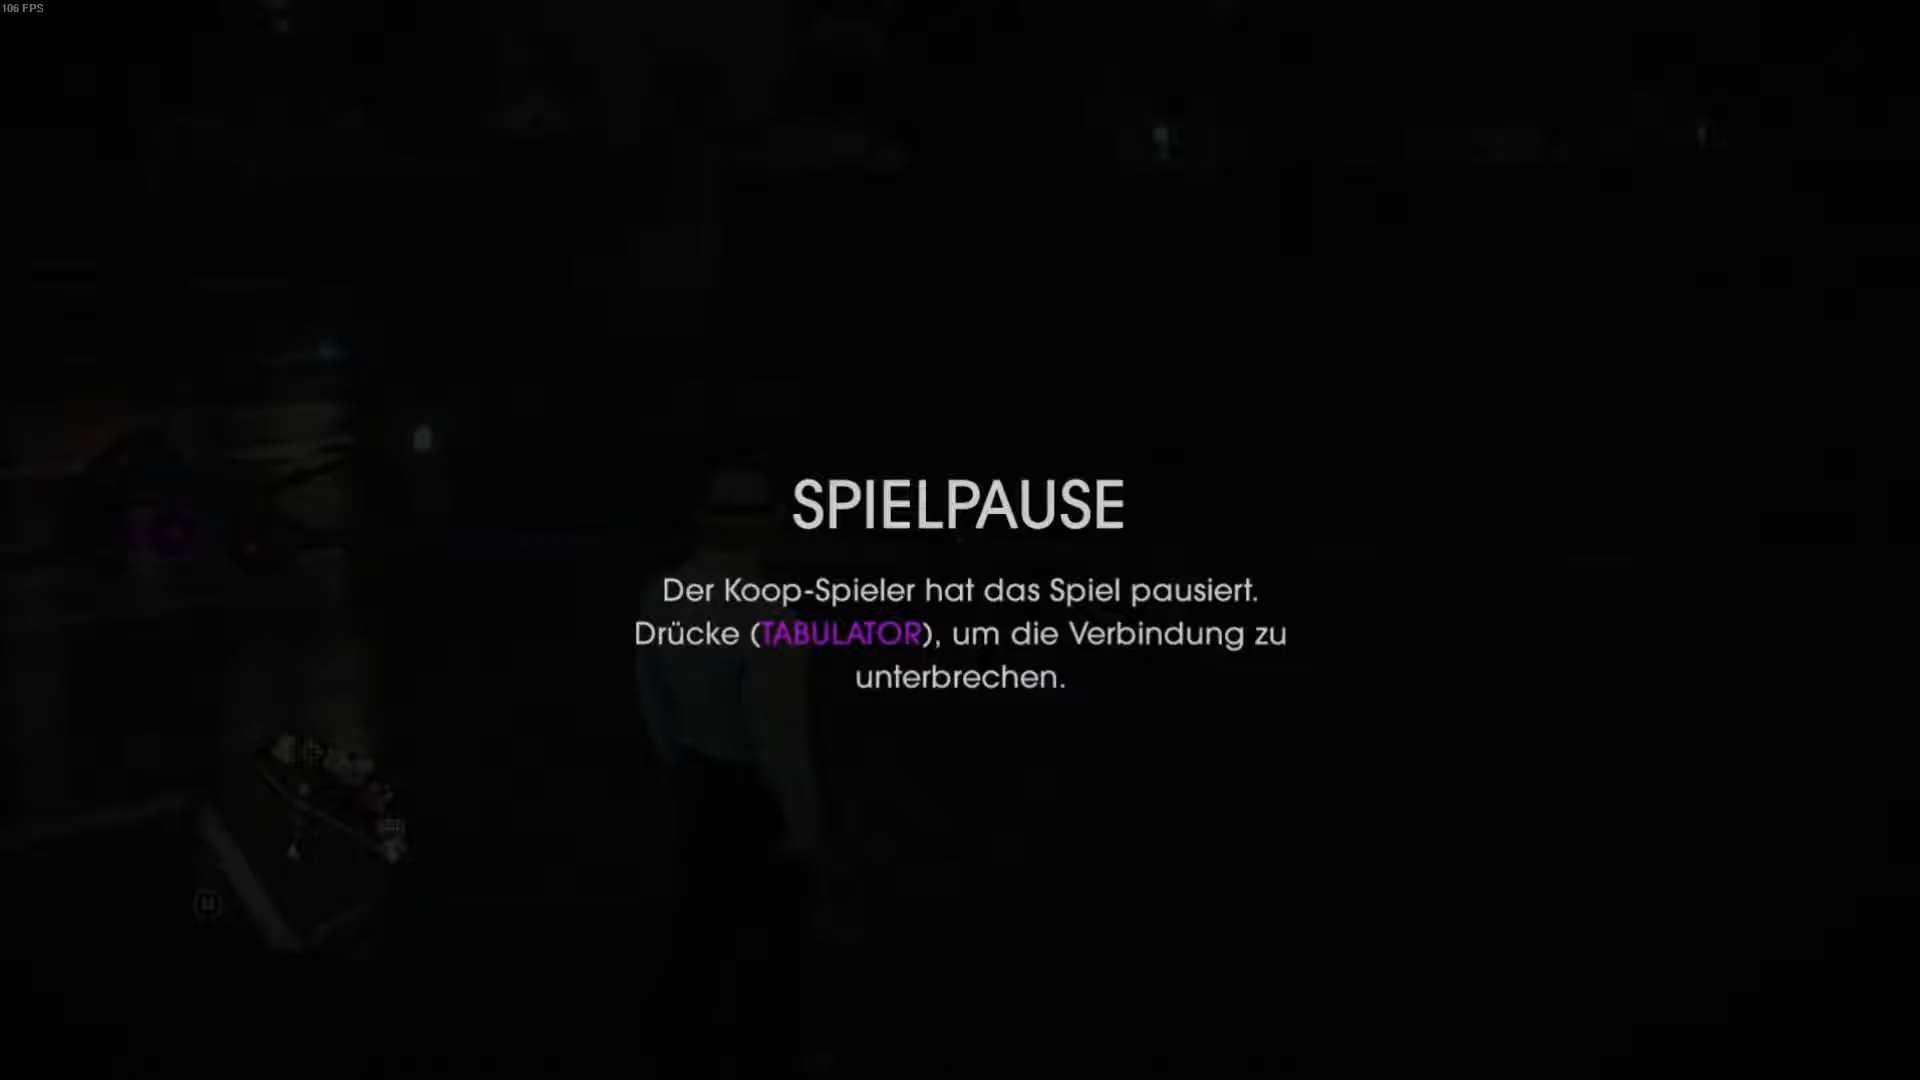 106 FPS
SPIELPAUSE
Der Koop-Spieler hat das Spiel pausiert.
Drücke (TABULATOR), um die Verbindung zu
unterbrechen.